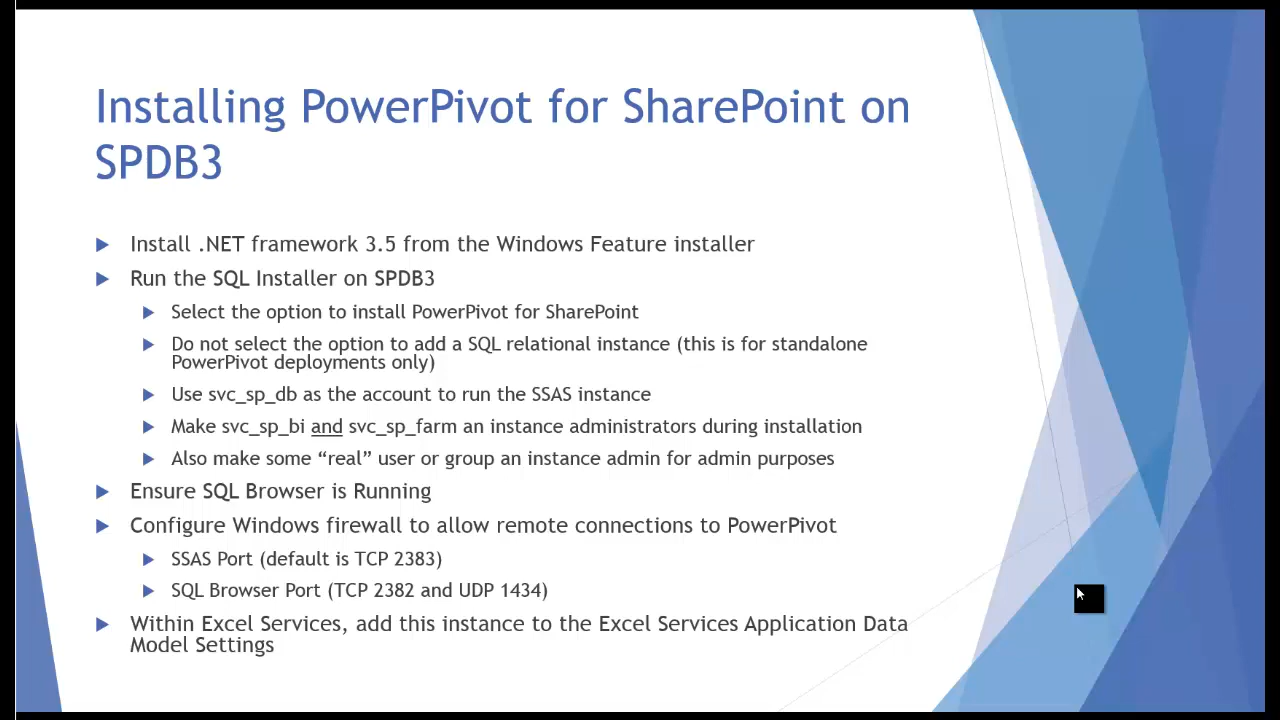 Installing PowerPivot for SharePoint on
SPDB3
Install .NET framework 3.5 from the Windows Feature installer
Run the SQL Installer on SPDB3
Select the option to install PowerPivot for SharePoint
Do not select the option to add a SQL relational instance (this is for standalone
PowerPivot deployments only)
Use svc_sp_db as the account to run the SSAS instance
Make svc_sp_bi and svc_sp_farm an instance administrators during installation
Also make some “real” user or group an instance admin for admin purposes
Ensure SQL Browser is Running
Configure Windows firewall to allow remote connections to PowerPivot
SSAS Port (default is TCP 2383)
SQL Browser Port (TCP 2382 and UDP 1434)
Within Excel Services, add this instance to the Excel Services Application Data
Model Settings